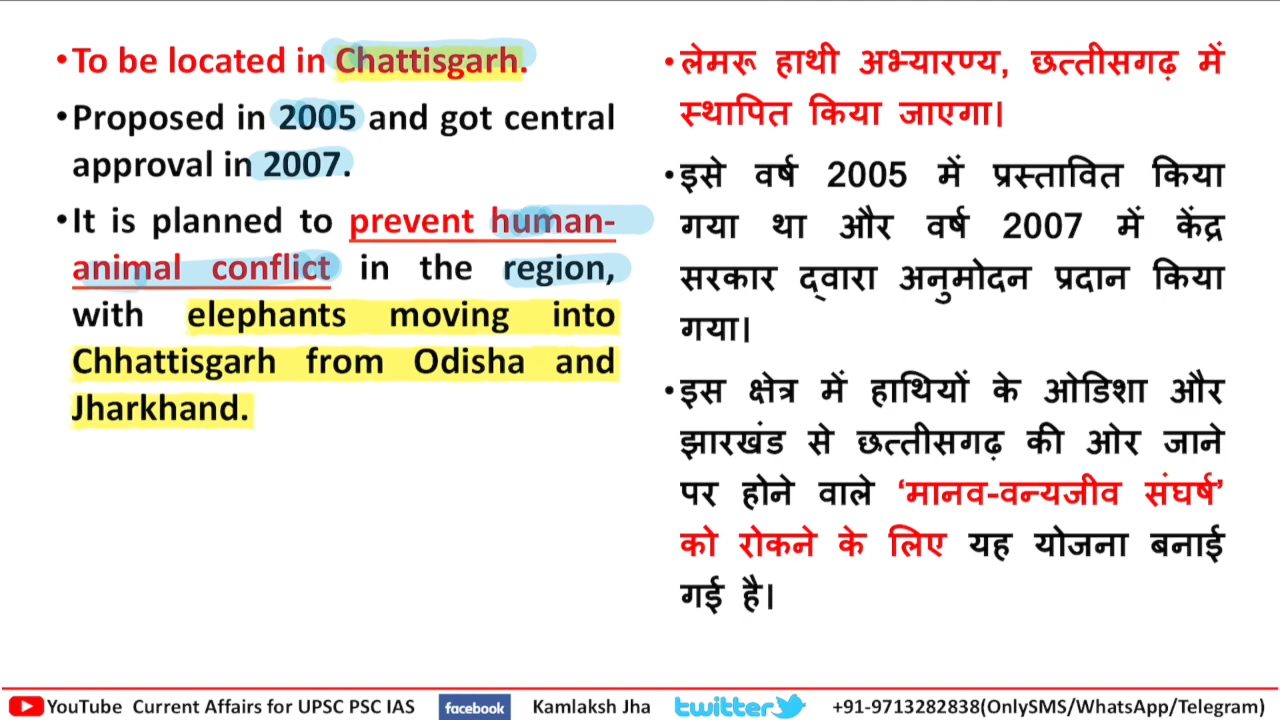 •To be located in Chattisgarh.
•Proposed in 2005 and got central
approval in 2007.
•It is planned to prevent human-
animal conflict in the region,
with elephants moving into
Chhattisgarh from Odisha and
Jharkhand.
•लेमरू हाथी अभ्यारण्य, छत्तीसगढ़ में
स्थापित किया जाएगा।
•इसे वर्ष 2005 में प्रस्तावित किया
गया था और वर्ष 2007 में केंद्र
सरकार द्वारा अनुमोदन प्रदान किया
गया।
•इस क्षेत्र में हाथियों के ओडिशा और
झारखंड से छत्तीसगढ़ की ओर जाने
पर होने वाले ‘मानव-वन्यजीव संघर्ष’
को रोकने के लिए यह योजना बनाई
गई है।
YouTube Current Affairs for UPSC PSC IAS facebook Kamlaksh Jha twitter +91-9713282838(OnlySMS/WhatsApp/Telegram)